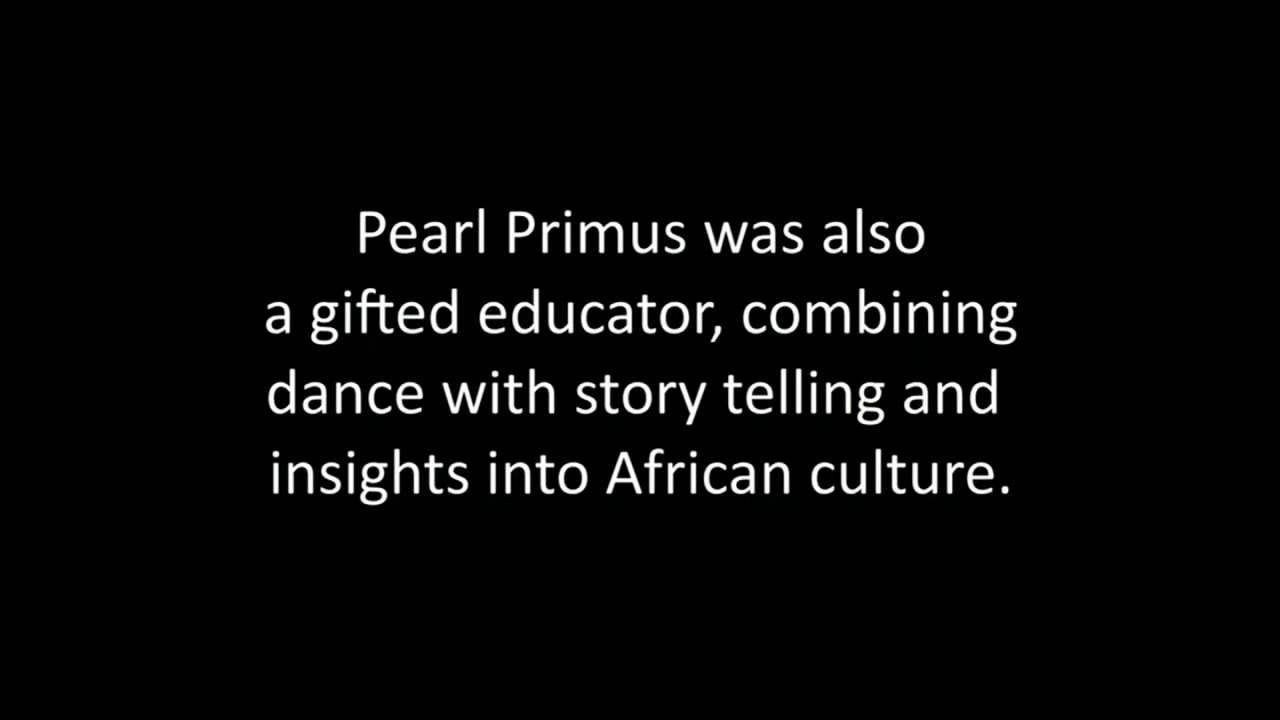 Pearl Primus was also
a gifted educator, combining
dance with story telling and
insights into African culture.